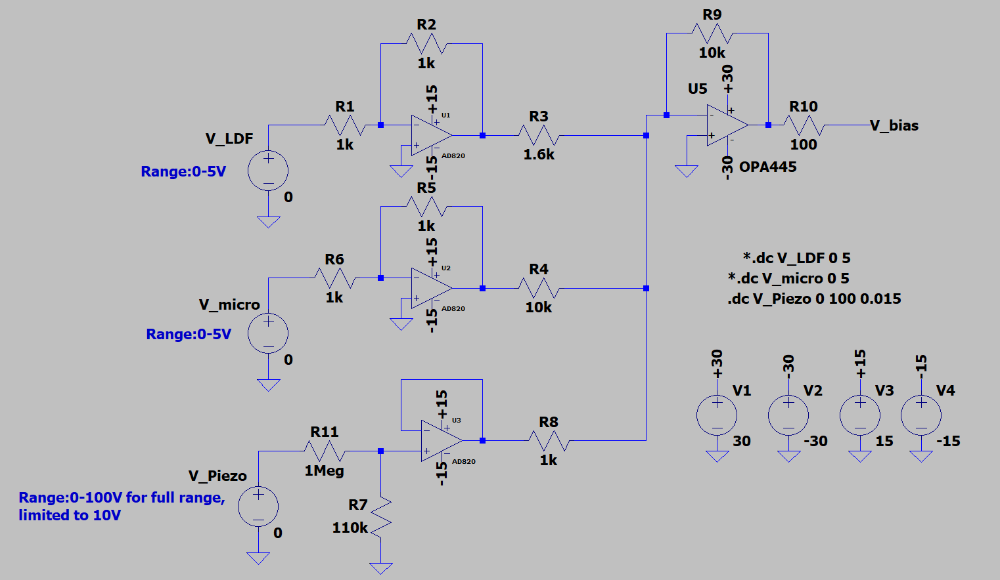 R9
10k
+30
U5
-
+
+
-
-30
OPA445
R10
100
V_bias
R2
1k
+15
U1
AD820
-15
R1
1k
V_LDF
Range:0-5V
0
R3
1.6k
R5
1k
+15
U2
AD820
-15
R6
1k
V_micro
Range:0-5V
0
R4
10k
*.dc V_LDF 0 5
*.dc V_micro 0 5
.dc V_Piezo 0 100 0.015
+15
U3
AD820
-15
R11
1Meg
V_Piezo
Range:0-100V for full range,
limited to 10V
0
R7
110k
R8
1k
+30
V1
30
-30
V2
-30
+15
V3
15
-15
V4
-15